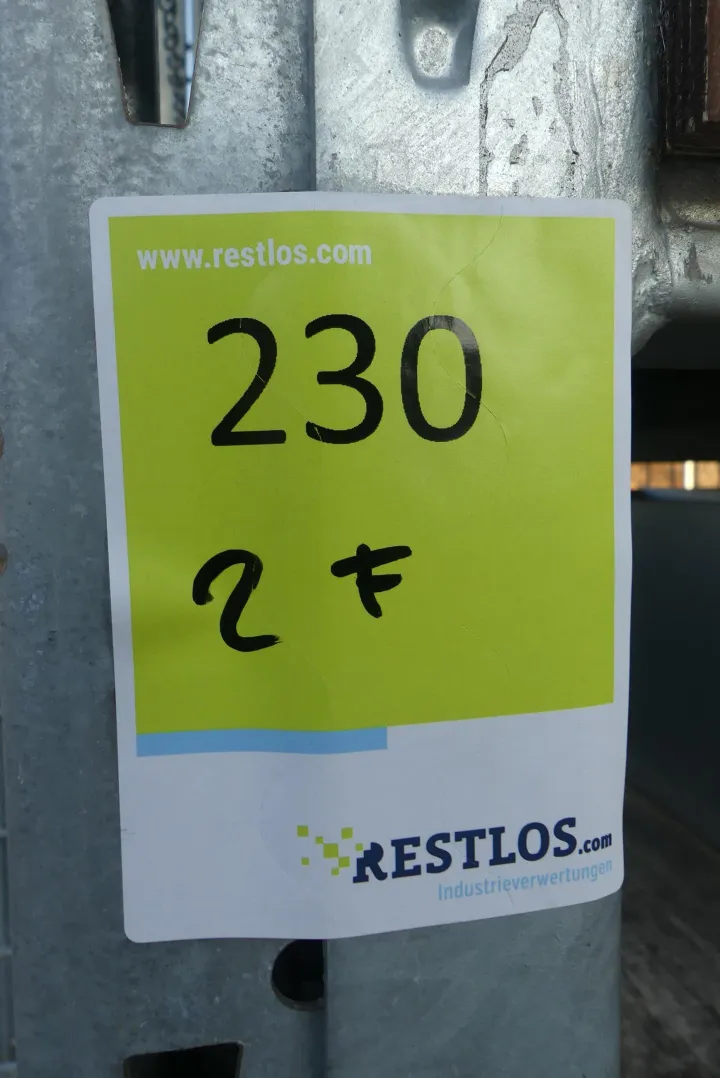 www.restlos.com
230
2 F
RESTLOS.com
Industrieverwertungen